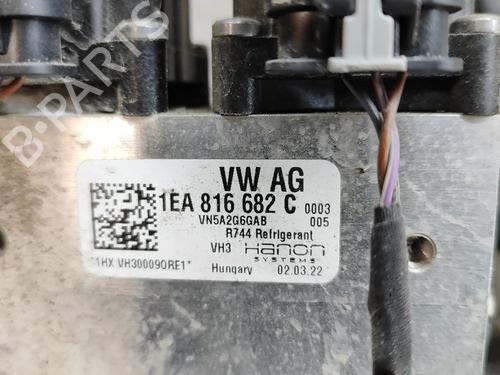 B-PARTS
VW AG
1EA 816 682 C 0003
VN5A2G6GAB 005
R744 Refrigerant
VH3 Hanon
SYSTEMS
*1HX VH300090RE1*
Hungary 02.03.22